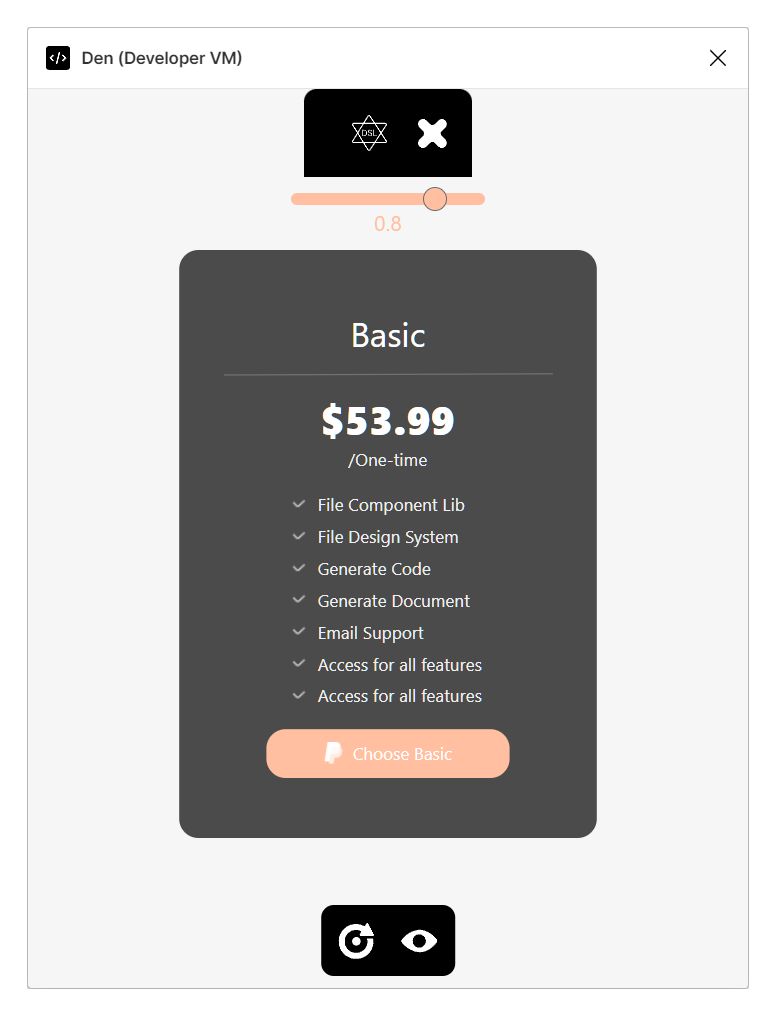 Den (Developer VM)
DSL
0.8
Basic
$53.99
/One-time
File Component Lib
File Design System
Generate Code
Generate Document
Email Support
Access for all features
Access for all features
Choose Basic